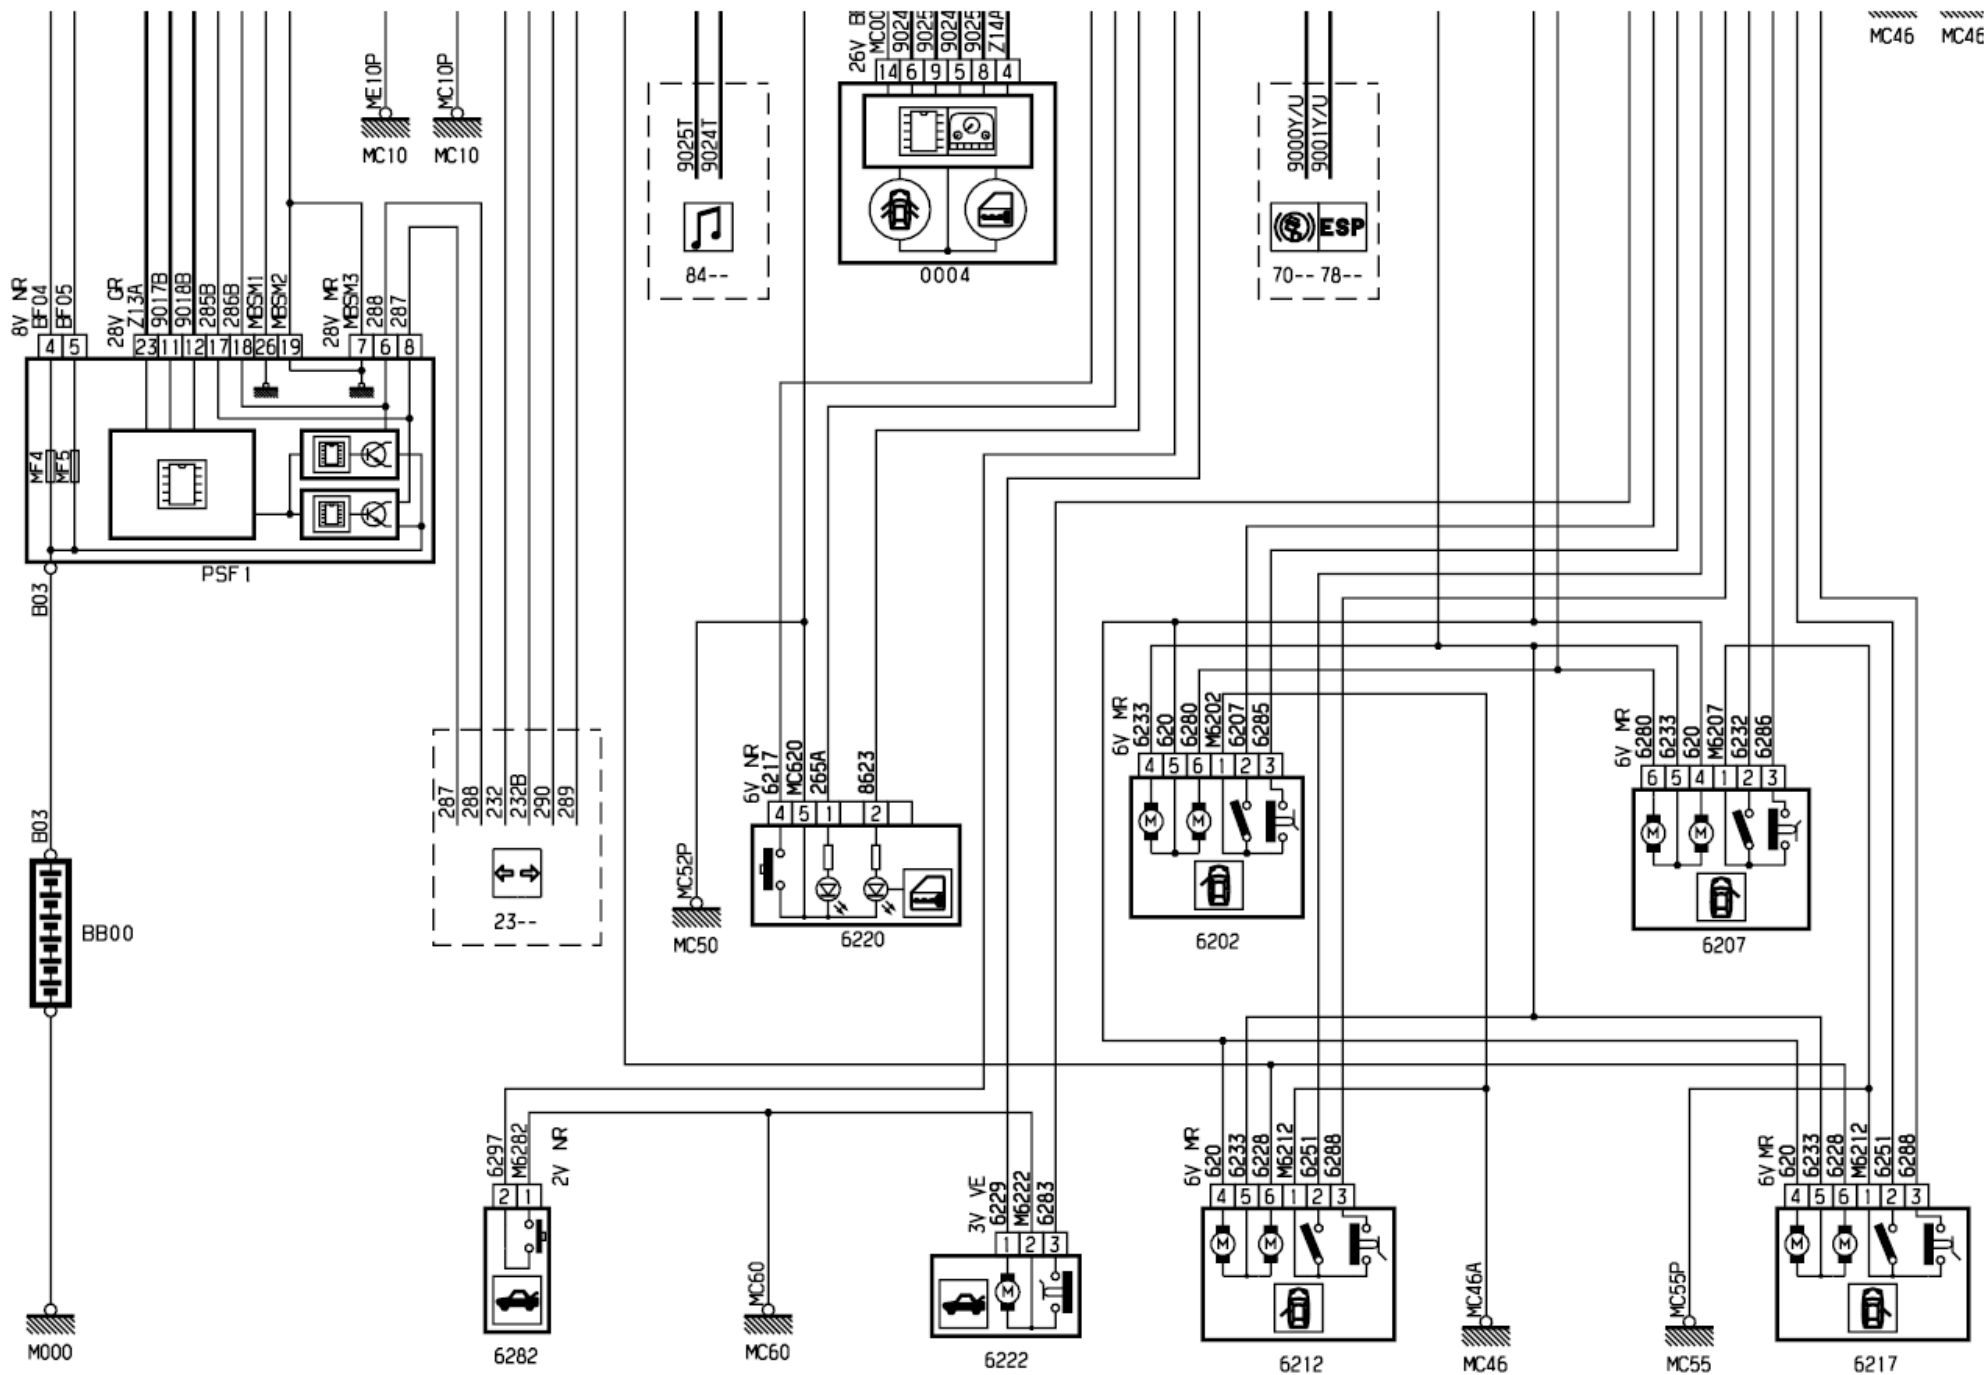 MC46 MC46
26V
MC00 9024 9025 9024 9025 Z14A
14 6 9 5 8 4
ME10P MC10P
MC10 MC10
9025T 9024T
84--
0004
9000Y/U 9001Y/U
ESP
70-- 78--
8V NR BF04 BF05
28V GR Z13A 9017B 9018B 285B 286B MBSM1 MBSM2
28V MR MBSM3 288 287
4 5 23 11 12 17 18 26 19 7 6 8
MF4 MF5
PSF1
B03
B03
BB00
M000
287 288 232 232B 290 289
23--
MC52P
MC50
6V NR 6217 MC620 265A 8623
4 5 1 2
6220
6V MR 6233 620 6280 M6202 6207 6285
4 5 6 1 2 3
M M
6202
6V MR 6280 6233 620 M6207 6232 6286
6 5 4 1 2 3
M M
6207
6297 M6282 2V NR
2 1
6282
MC60
MC60
3V VE 6229 M6222 6283
1 2 3
M
6222
6V MR 620 6233 6228 M6212 6251 6288
4 5 6 1 2 3
M M
6212
MC46A
MC46
MC55P
MC55
6V MR 620 6233 6228 M6212 6251 6288
4 5 6 1 2 3
M M
6217